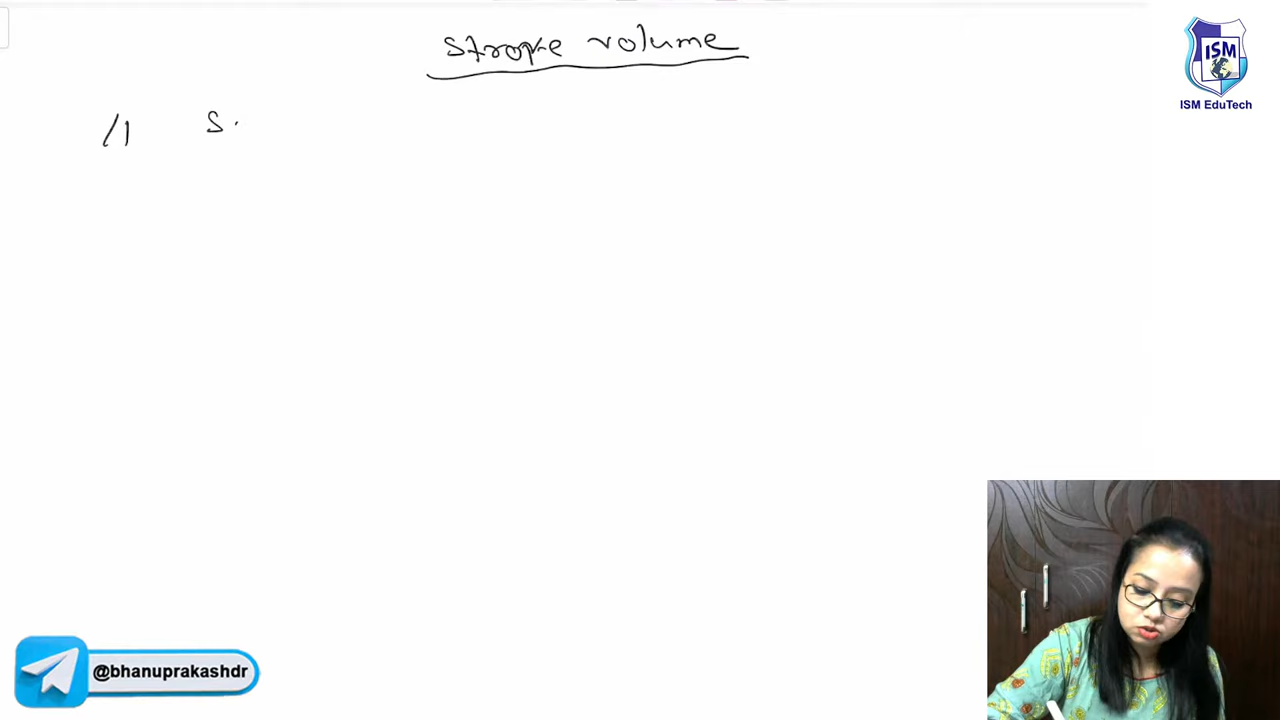 stroke volume
/1 S.
ISM
ISM EduTech
@bhanuprakashdr